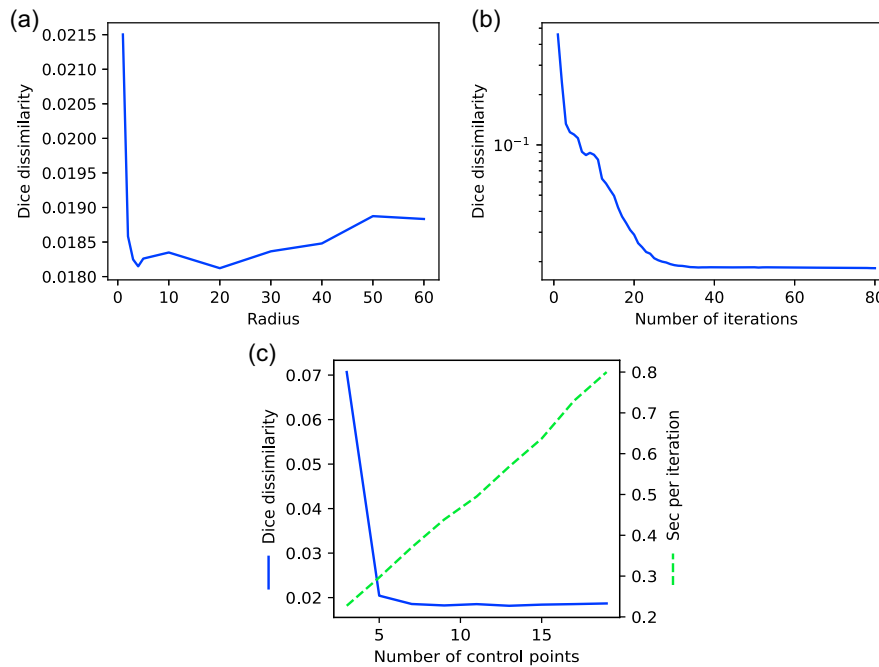 (a)
Dice dissimilarity
0.0215
0.0210
0.0205
0.0200
0.0195
0.0190
0.0185
0.0180
0 10 20 30 40 50 60
Radius
(b)
Dice dissimilarity
10⁻¹
0 20 40 60 80
Number of iterations
(c)
Dice dissimilarity
0.07
0.06
0.05
0.04
0.03
0.02
5 10 15
Number of control points
0.8
0.7
0.6
0.5
0.4
0.3
0.2
Sec per iteration